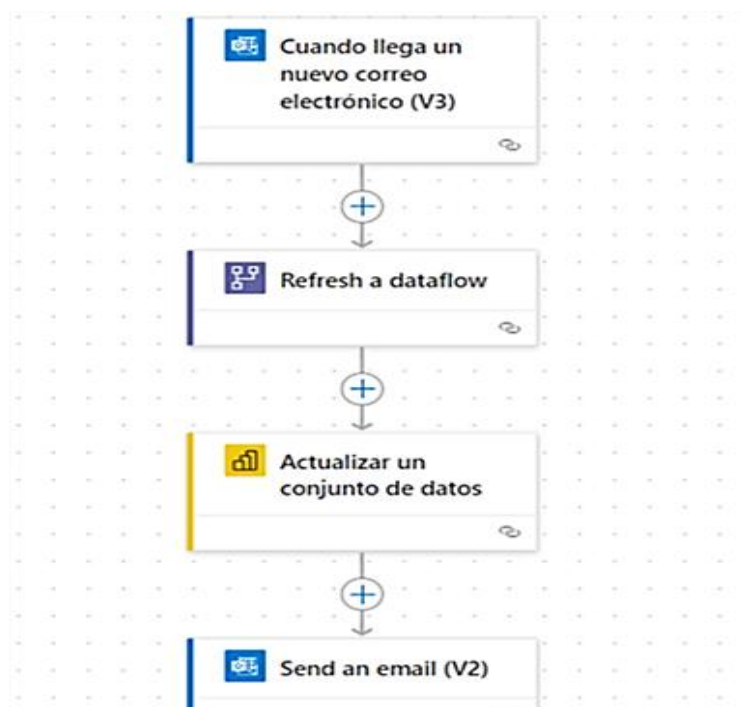 Cuando llega un
nuevo correo
electrónico (V3)
Refresh a dataflow
Actualizar un
conjunto de datos
Send an email (V2)